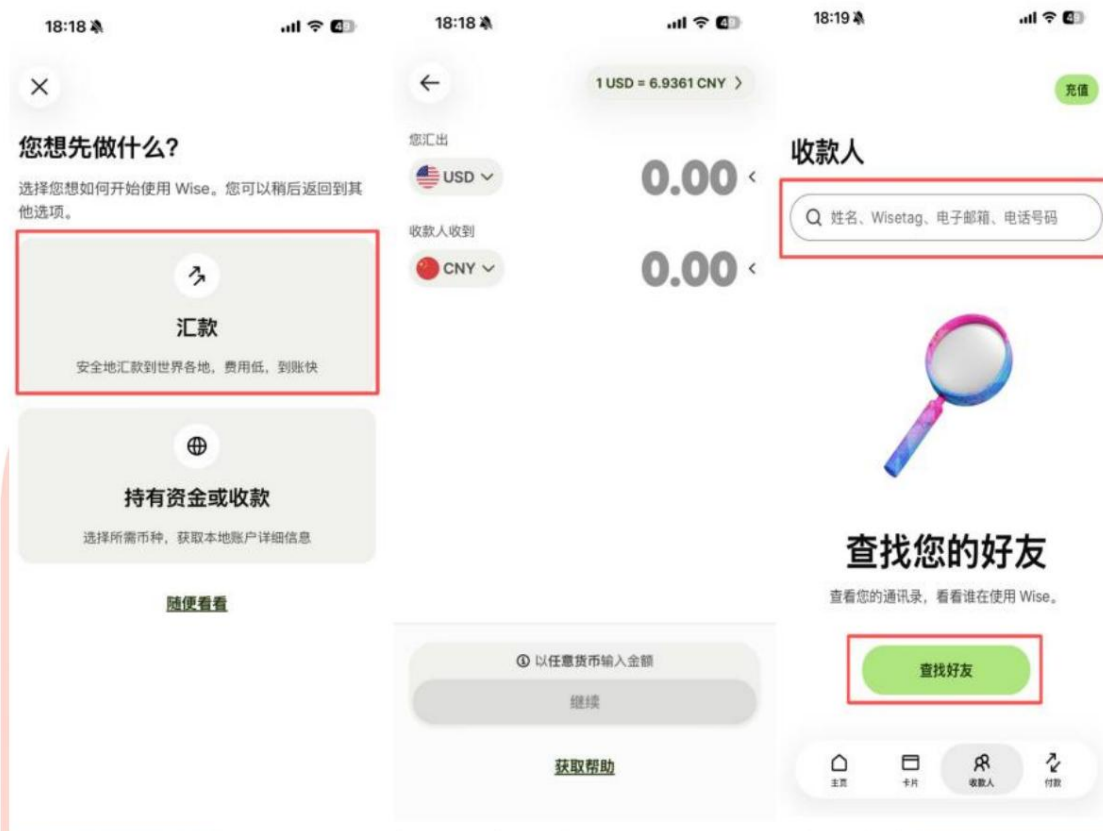 18:18
您想先做什么?
选择您想如何开始使用 Wise。您可以稍后返回到其
他选项。
汇款
安全地汇款到世界各地，费用低，到账快
持有资金或收款
选择所需币种，获取本地账户详细信息
随便看看
18:18
1 USD = 6.9361 CNY
您汇出
USD
0.00
收款人收到
CNY
0.00
以任意货币输入金额
继续
获取帮助
18:19
充值
收款人
姓名、Wisetag、电子邮箱、电话号码
查找您的好友
查看您的通讯录，看看谁在使用 Wise。
查找好友
主页
卡片
收款人
付款